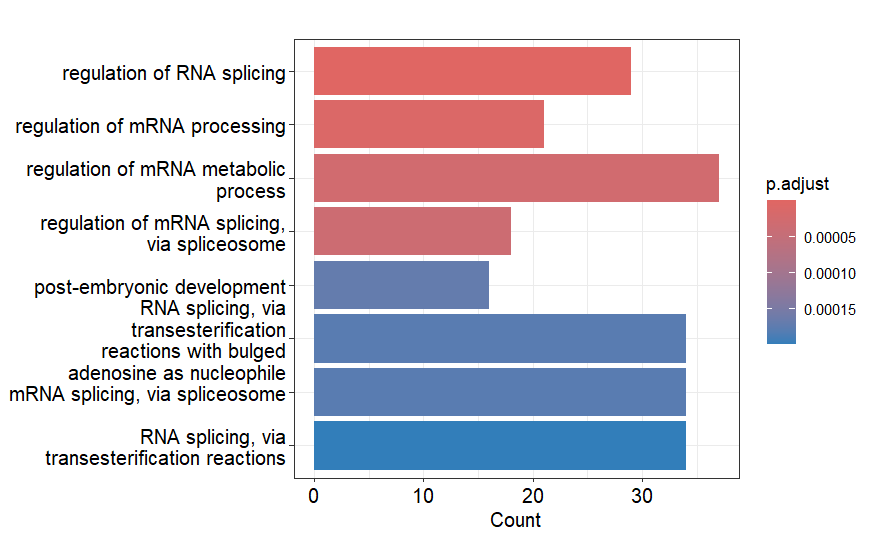 regulation of RNA splicing
regulation of mRNA processing
regulation of mRNA metabolic
process
regulation of mRNA splicing,
via spliceosome
post-embryonic development
RNA splicing, via
transesterification
reactions with bulged
adenosine as nucleophile
mRNA splicing, via spliceosome
RNA splicing, via
transesterification reactions
0 10 20 30
Count
p.adjust
0.00005
0.00010
0.00015